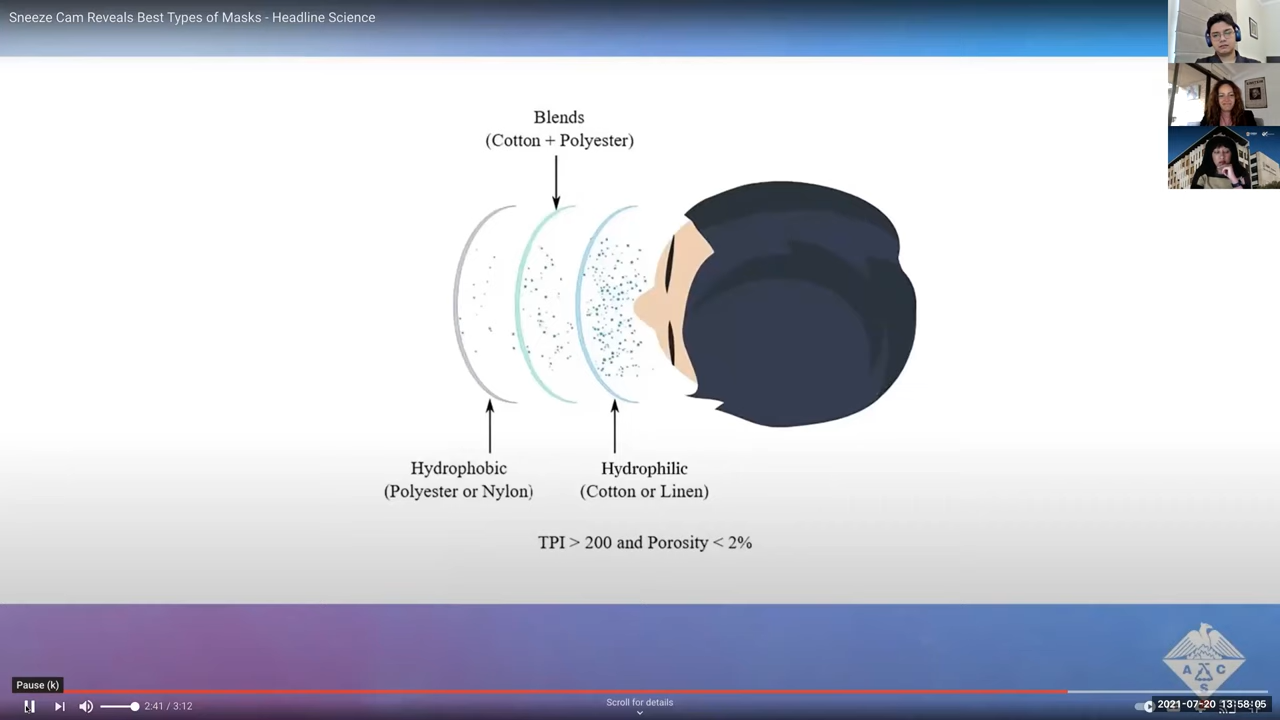 Sneeze Cam Reveals Best Types of Masks - Headline Science
Blends
(Cotton + Polyester)
Hydrophobic
(Polyester or Nylon)
Hydrophilic
(Cotton or Linen)
TPI > 200 and Porosity < 2%
A C
S
Pause (k)
2:41 / 3:12
Scroll for details
2021-07-20 13:58:05